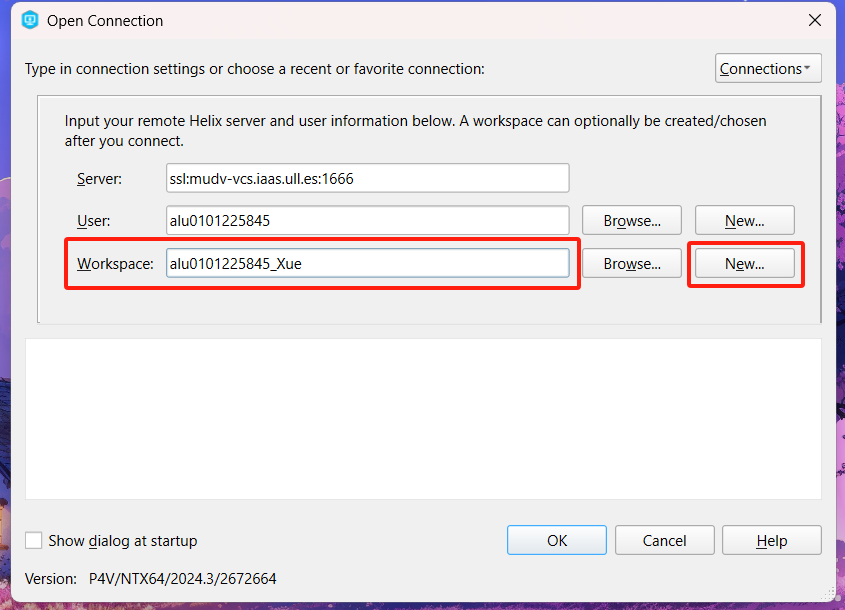 Open Connection
Type in connection settings or choose a recent or favorite connection:
Connections
Input your remote Helix server and user information below. A workspace can optionally be created/chosen
after you connect.
Server: ssl:mudv-vcs.iaas.ull.es:1666
User: alu0101225845 Browse... New...
Workspace: alu0101225845_Xue Browse... New...
Show dialog at startup
OK Cancel Help
Version: P4V/NTX64/2024.3/2672664